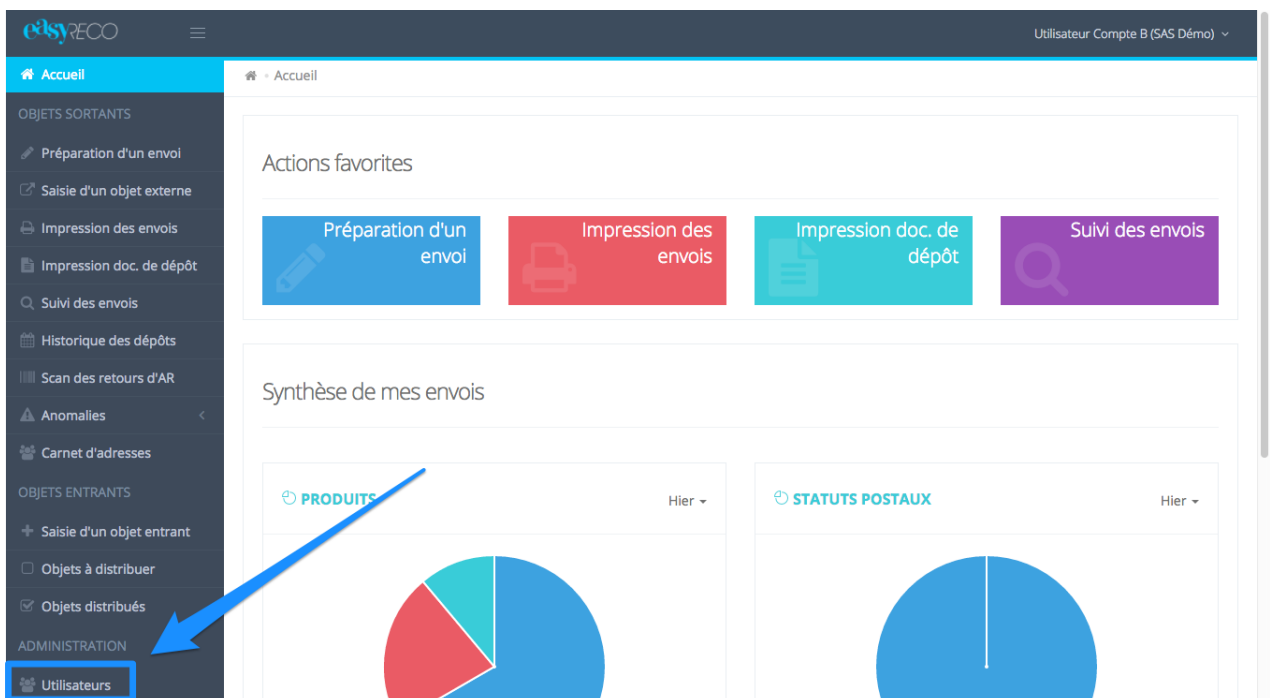 easyRECO
Utilisateur Compte B (SAS Démo)
Accueil
Accueil
OBJETS SORTANTS
Préparation d'un envoi
Saisie d'un objet externe
Impression des envois
Impression doc. de dépôt
Suivi des envois
Historique des dépôts
Scan des retours d'AR
Anomalies
Carnet d'adresses
OBJETS ENTRANTS
Saisie d'un objet entrant
Objets à distribuer
Objets distribués
ADMINISTRATION
Utilisateurs
Actions favorites
Préparation d'un
envoi
Impression des
envois
Impression doc. de
dépôt
Suivi des envois
Synthèse de mes envois
PRODUITS
Hier
STATUTS POSTAUX
Hier